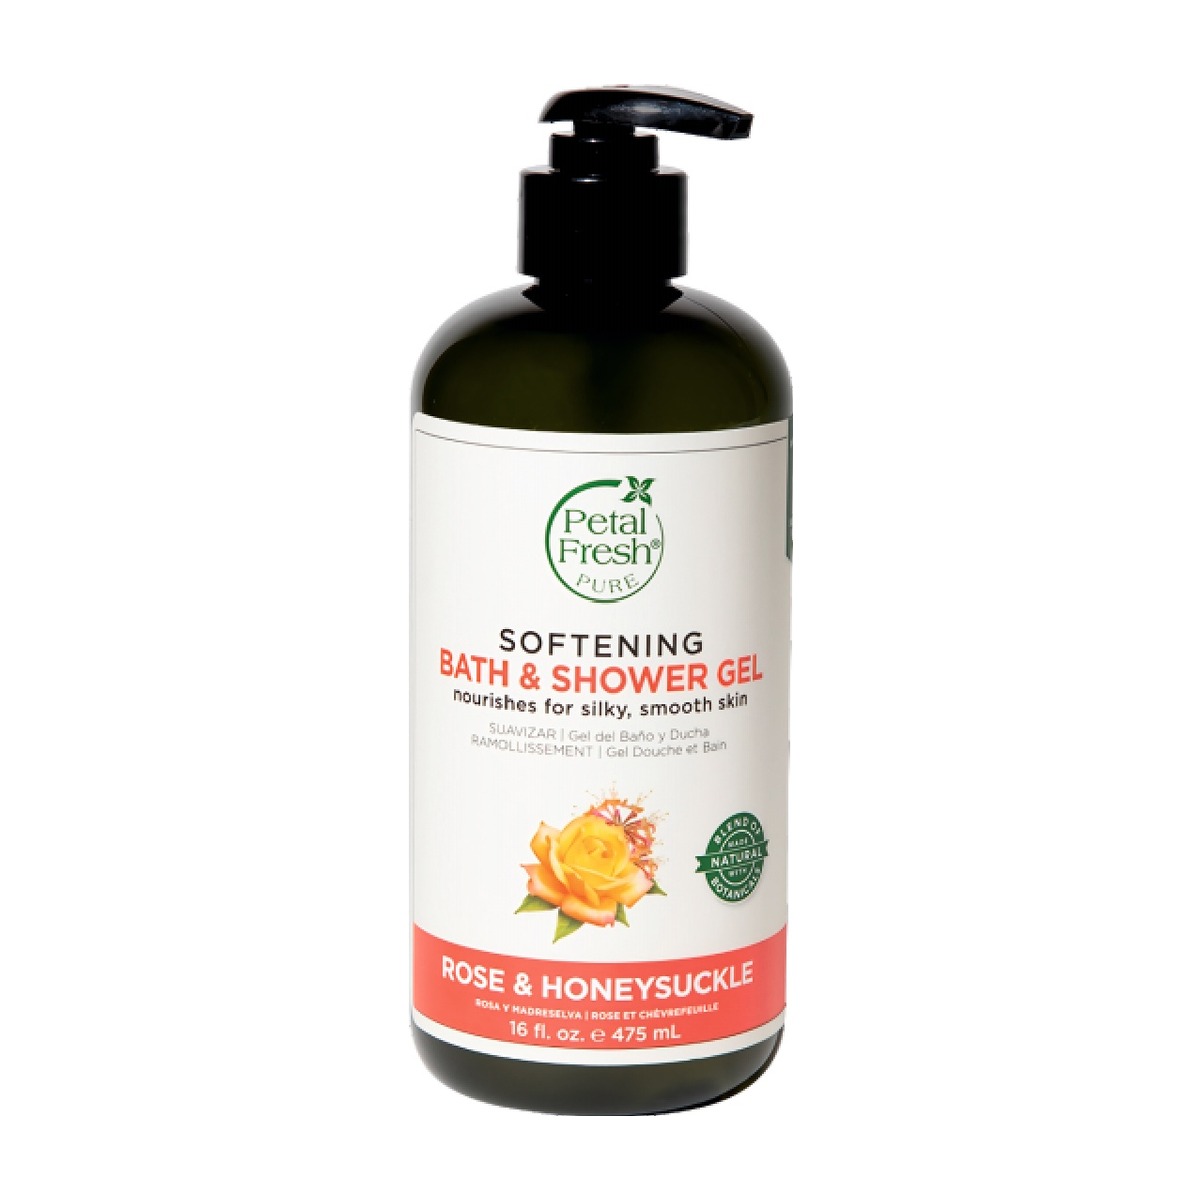 Petal
Fresh®
PURE
SOFTENING
BATH & SHOWER GEL
nourishes for silky, smooth skin
SUAVIZAR | Gel del Baño y Ducha
RAMOLLISSEMENT | Gel Douche et Bain
BLEND OF
MADE
NATURAL
WITH
BOTANICALS
ROSE & HONEYSUCKLE
ROSA Y MADRESELVA | ROSE ET CHÈVREFEUILLE
16 fl. oz. ℮ 475 mL